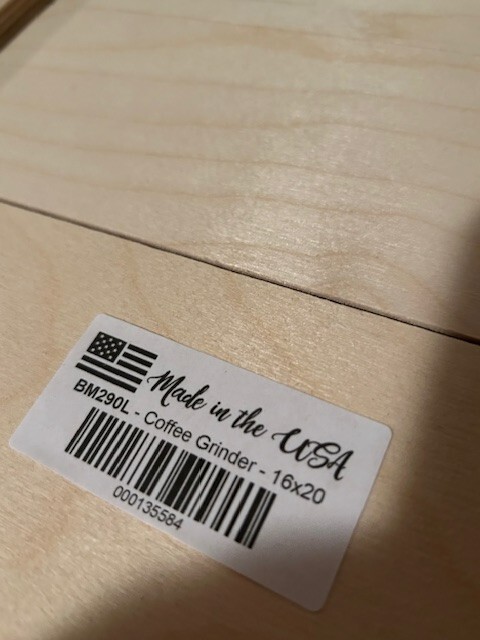 Made in the USA
BM290L - Coffee Grinder - 16x20
000135584